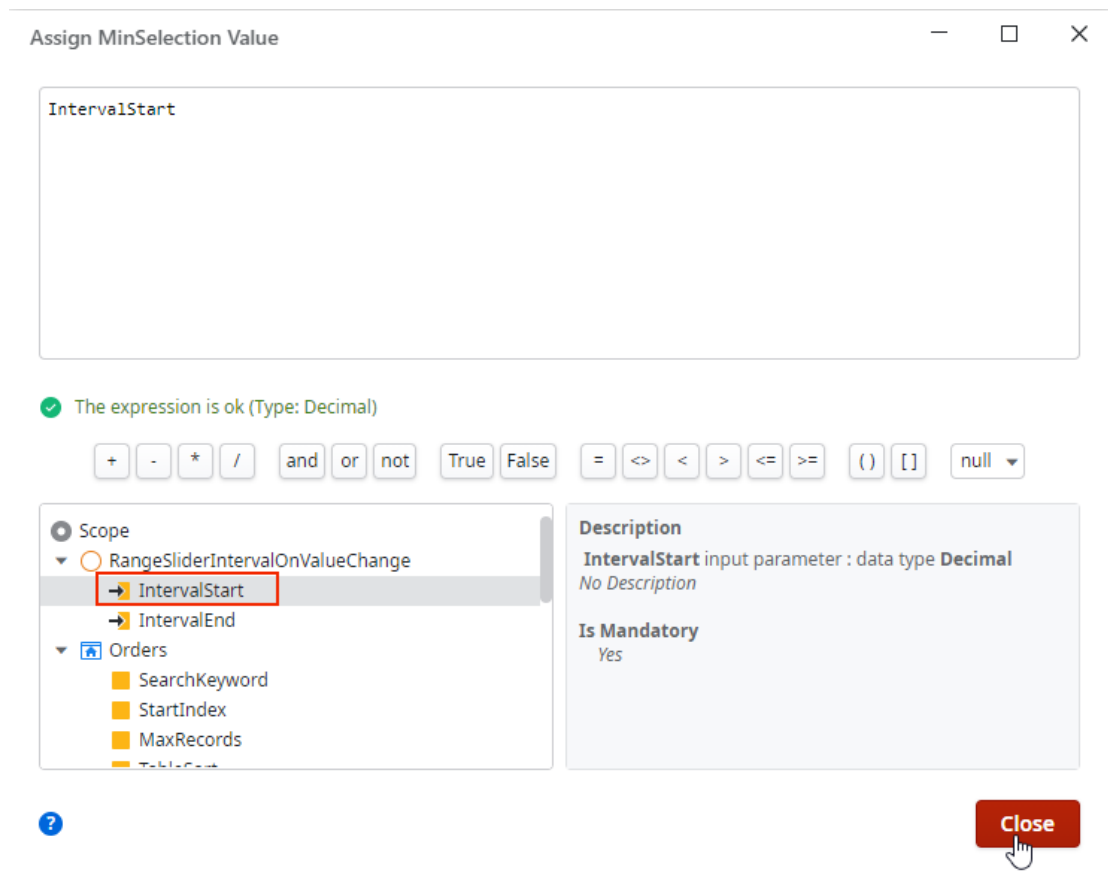 Assign MinSelection Value
IntervalStart
The expression is ok (Type: Decimal)
+ - * / and or not True False = <> < > <= >= ( ) [ ] null
Scope
RangeSliderIntervalOnValueChange
IntervalStart
IntervalEnd
Orders
SearchKeyword
StartIndex
MaxRecords
Description
IntervalStart input parameter : data type Decimal
No Description
Is Mandatory
Yes
?
Close